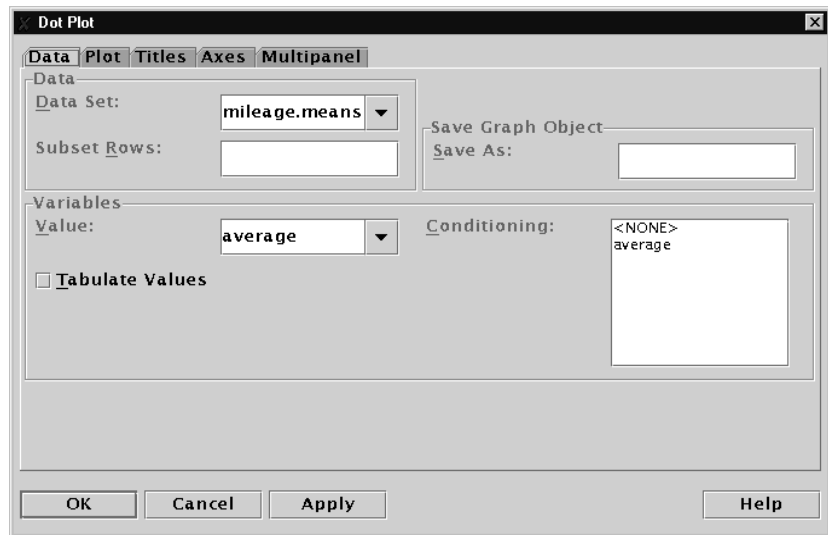 Dot Plot
Data Plot Titles Axes Multipanel
Data
Data Set:
mileage.means
Subset Rows:
Save Graph Object
Save As:
Variables
Value:
average
Tabulate Values
Conditioning:
<NONE>
average
OK Cancel Apply Help